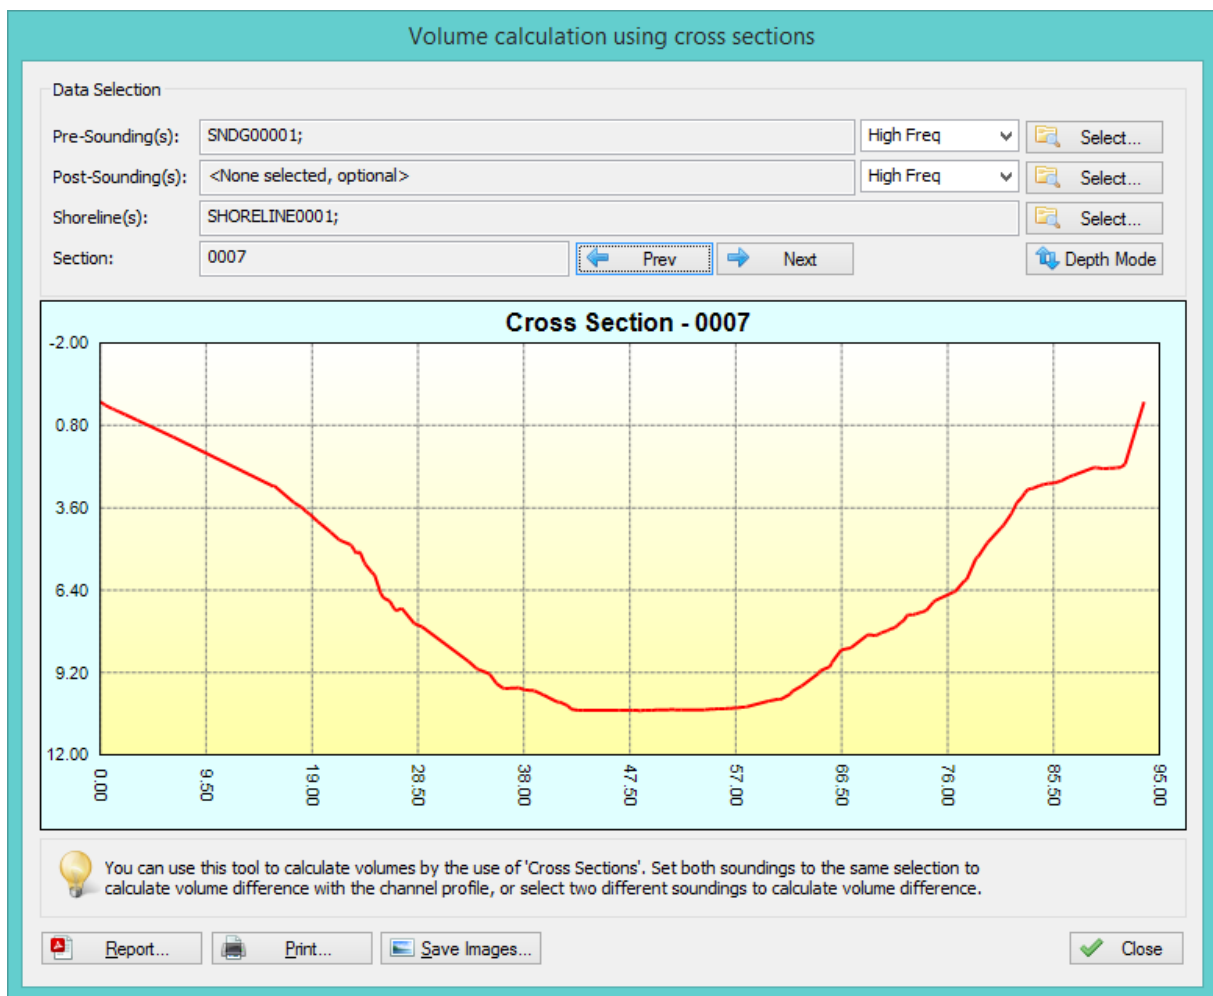 Volume calculation using cross sections
Data Selection
Pre-Sounding(s): SNDG00001; High Freq Select...
Post-Sounding(s): <None selected, optional> High Freq Select...
Shoreline(s): SHORELINE0001; Select...
Section: 0007 Prev Next Depth Mode
Cross Section - 0007
-2.00
0.80
3.60
6.40
9.20
12.00
0.00 9.50 19.00 28.50 38.00 47.50 57.00 66.50 76.00 85.50 95.00
You can use this tool to calculate volumes by the use of 'Cross Sections'. Set both soundings to the same selection to
calculate volume difference with the channel profile, or select two different soundings to calculate volume difference.
Report... Print... Save Images... Close